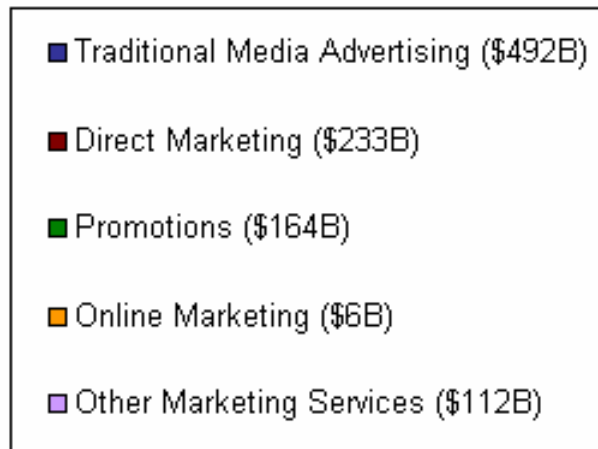 Traditional Media Advertising ($492B)
Direct Marketing ($233B)
Promotions ($164B)
Online Marketing ($6B)
Other Marketing Services ($112B)